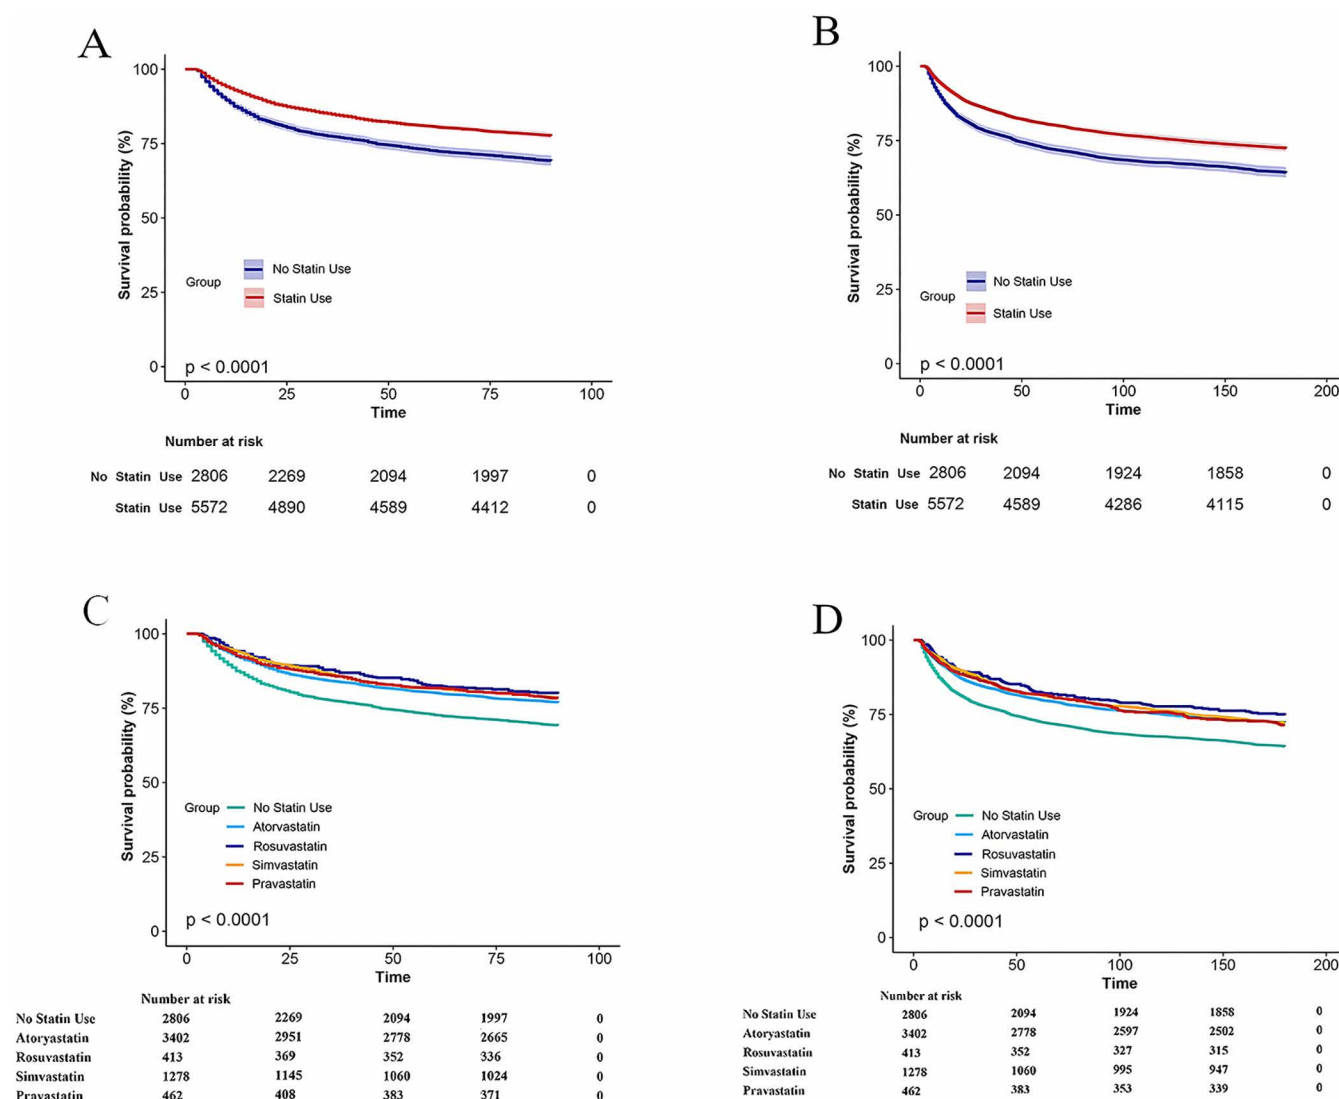 A
Survival probability (%)
100
75
50
25
0
Group
No Statin Use
Statin Use
p < 0.0001
0 25 50 75 100
Time
Number at risk
No Statin Use 2806 2269 2094 1997 0
Statin Use 5572 4890 4589 4412 0
B
Survival probability (%)
100
75
50
25
0
Group
No Statin Use
Statin Use
p < 0.0001
0 50 100 150 200
Time
Number at risk
No Statin Use 2806 2094 1924 1858 0
Statin Use 5572 4589 4286 4115 0
C
Survival probability (%)
100
75
50
25
0
Group No Statin Use
Atorvastatin
Rosuvastatin
Simvastatin
Pravastatin
p < 0.0001
0 25 50 75 100
Time
Number at risk
No Statin Use 2806 2269 2094 1997 0
Atoryastatin 3402 2951 2778 2665 0
Rosuvastatin 413 369 352 336 0
Simvastatin 1278 1145 1060 1024 0
Pravastatin 462 408 383 371 0
D
Survival probability (%)
100
75
50
25
0
Group No Statin Use
Atorvastatin
Rosuvastatin
Simvastatin
Pravastatin
p < 0.0001
0 50 100 150 200
Time
Number at risk
No Statin Use 2806 2094 1924 1858 0
Atoryastatin 3402 2778 2597 2502 0
Rosuvastatin 413 352 327 315 0
Simvastatin 1278 1060 995 947 0
Pravastatin 462 383 353 339 0